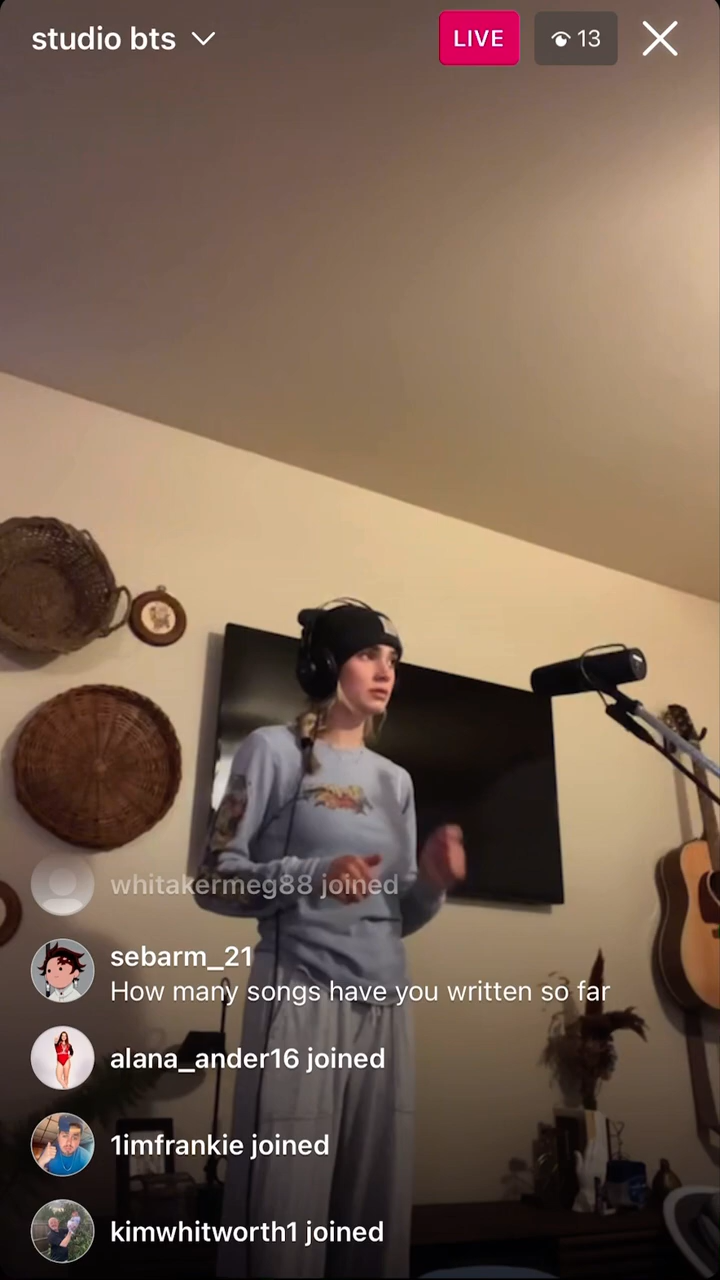 studio bts
LIVE
13
whitakermeg88 joined
sebarm_21
How many songs have you written so far
alana_ander16 joined
1imfrankie joined
kimwhitworth1 joined